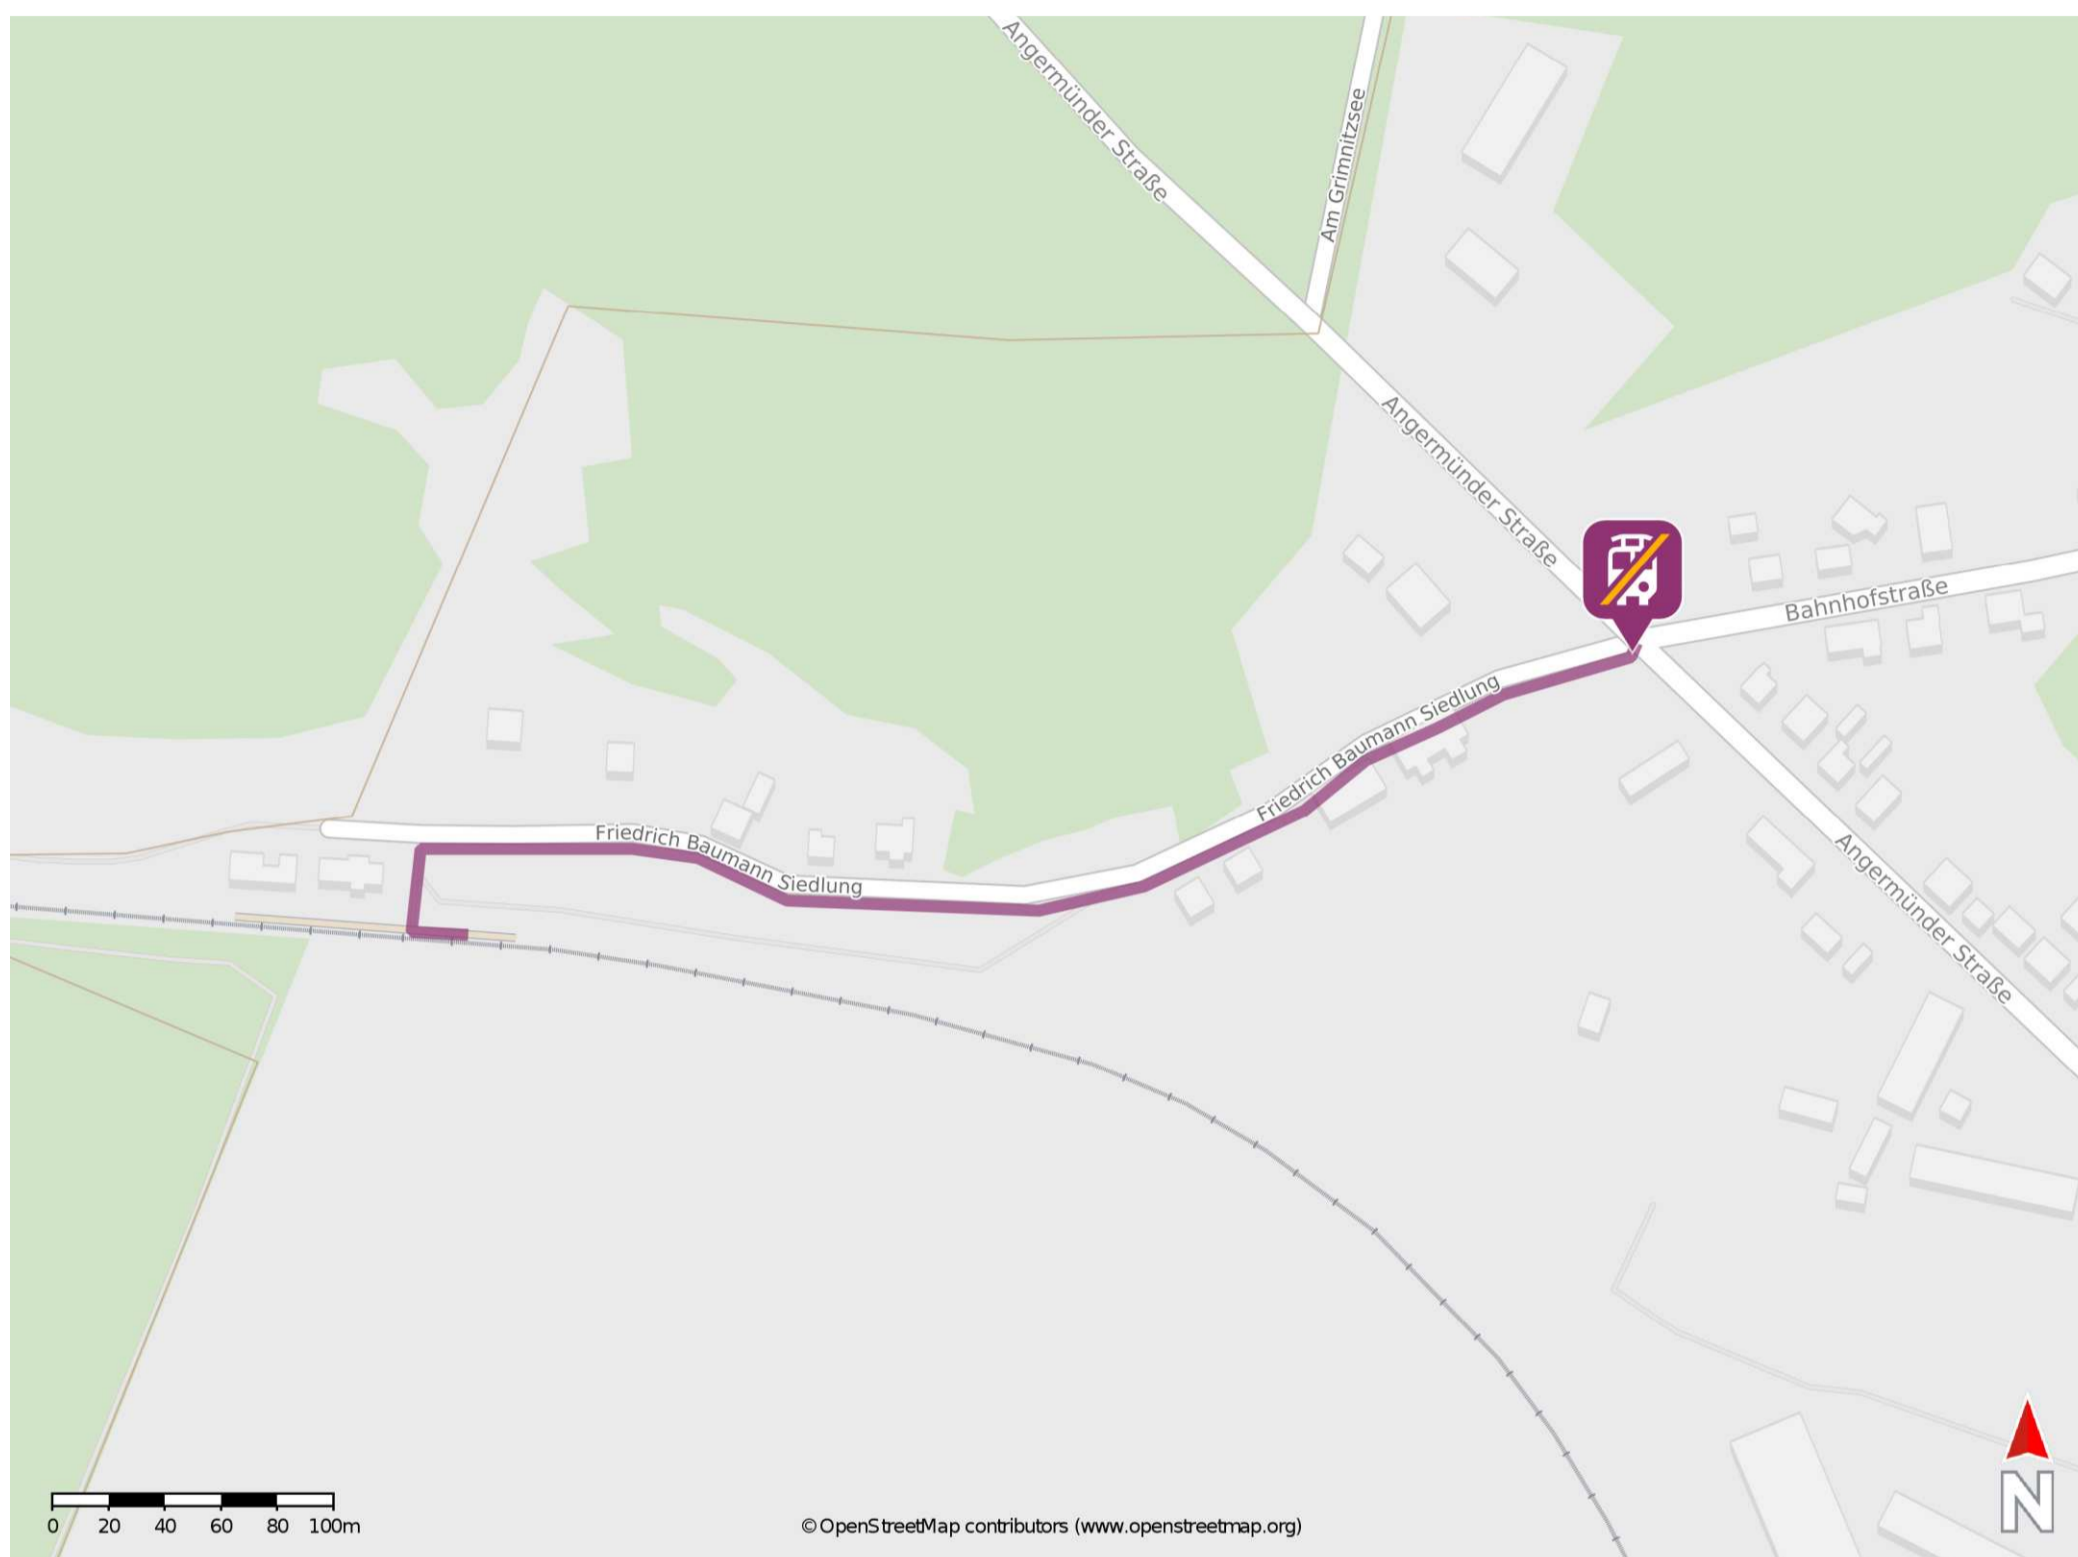 Angermünder Straße
Am Grimnitzsee
Angermünder Straße
Bahnhofstraße
Friedrich Baumann Siedlung
Friedrich Baumann Siedlung
Angermünder Straße
0 20 40 60 80 100m
© OpenStreetMap contributors (www.openstreetmap.org)
N